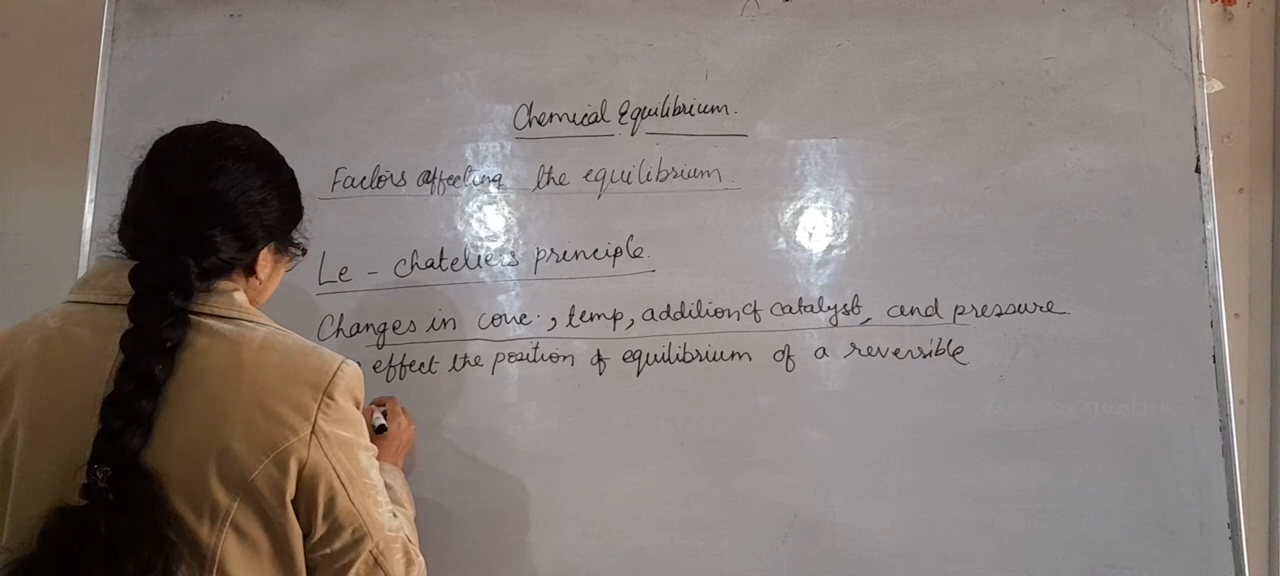 Chemical Equilibrium.
Factors affecting the equilibrium.
Le - chateliers principle.
Changes in conc., temp, addition of catalyst, and pressure.
effect the position of equilibrium of a reversible